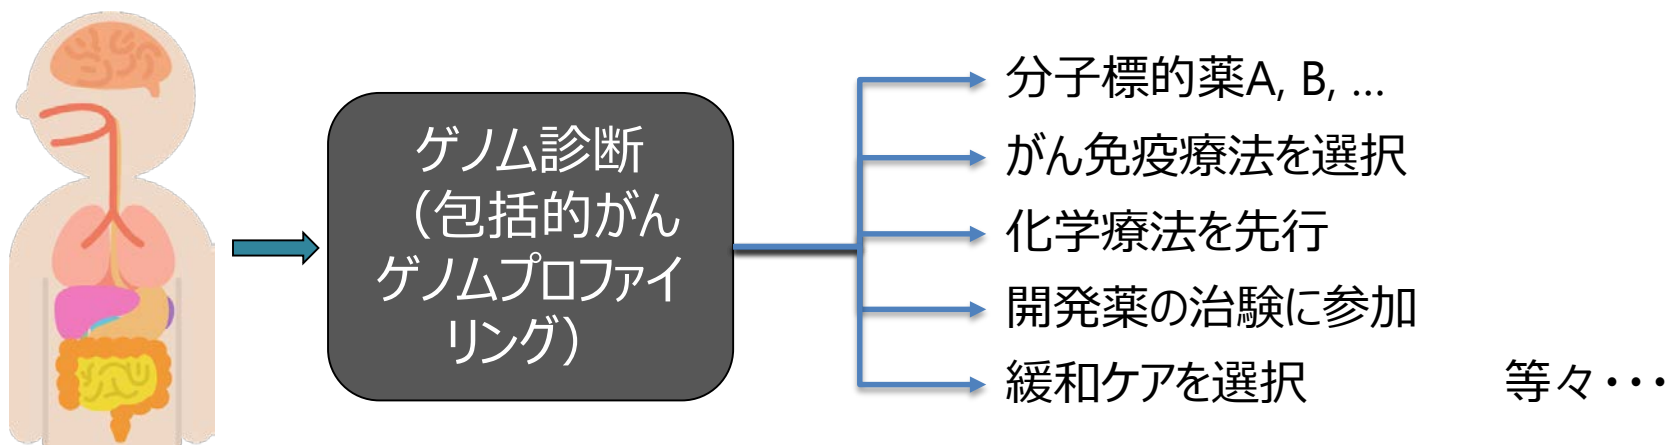 ゲノム診断
（包括的がん
ゲノムプロファイ
リング）
分子標的薬A, B, …
がん免疫療法を選択
化学療法を先行
開発薬の治験に参加
緩和ケアを選択　　　　等々・・・